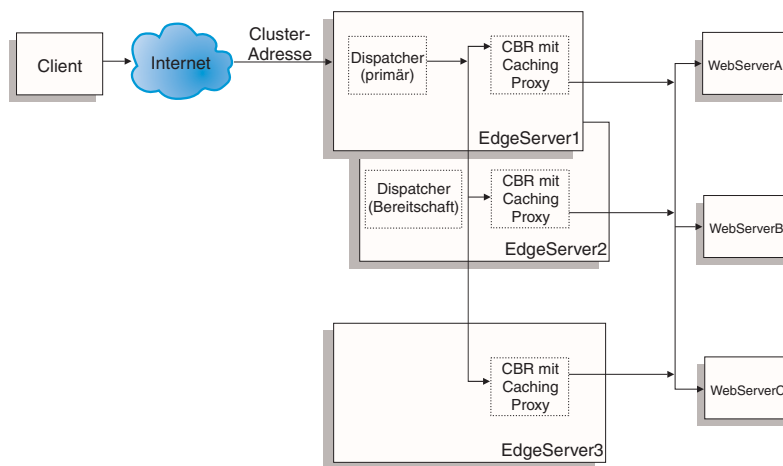 Client
Internet
Cluster-
Adresse
Dispatcher
(primär)
CBR mit
Caching
Proxy
EdgeServer1
Dispatcher
(Bereitschaft)
CBR mit
Caching
Proxy
EdgeServer2
CBR mit
Caching
Proxy
EdgeServer3
WebServerA
WebServerB
WebServerC